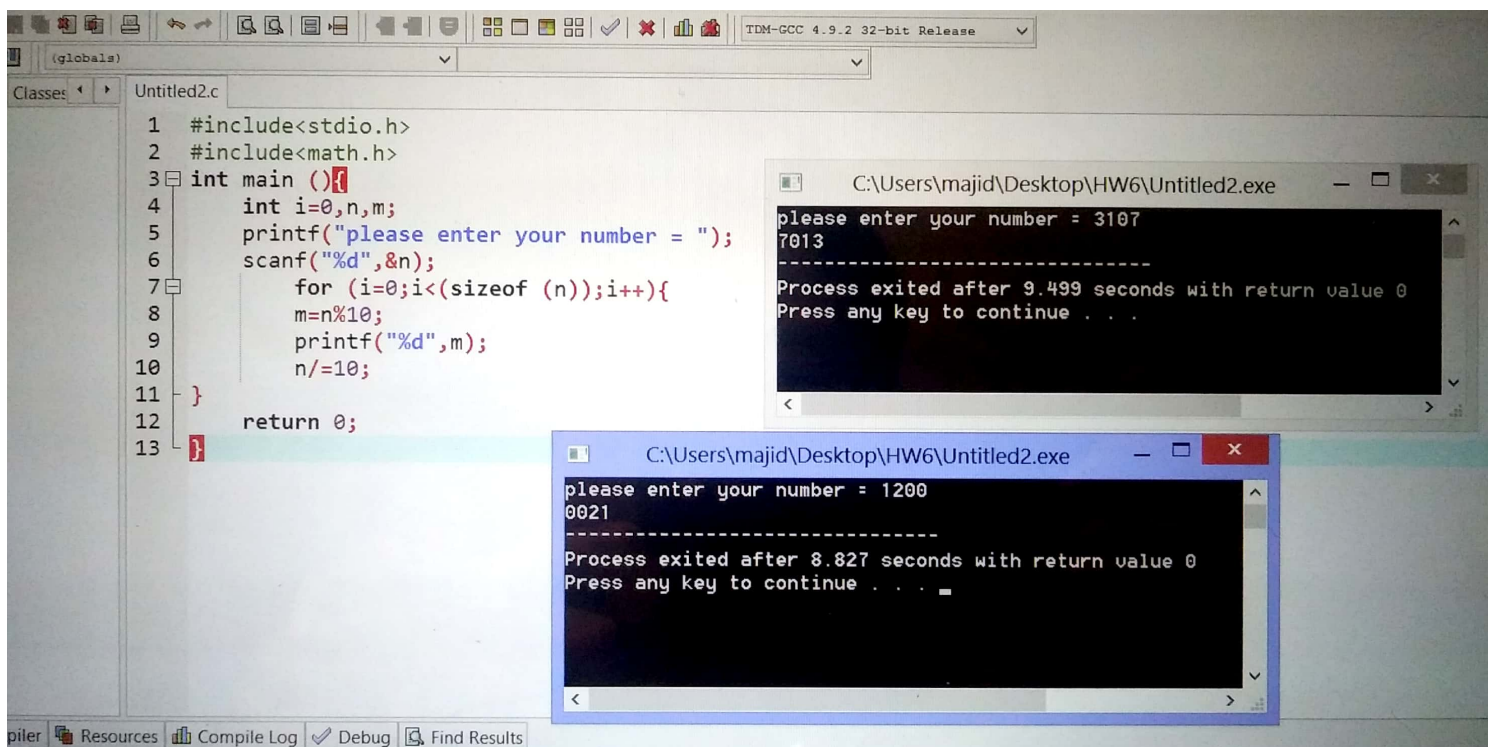 TDM-GCC 4.9.2 32-bit Release
(globals)
Classes
Untitled2.c
1 #include<stdio.h>
2 #include<math.h>
3 int main (){
4 int i=0,n,m;
5 printf("please enter your number = ");
6 scanf("%d",&n);
7 for (i=0;i<(sizeof (n));i++){
8 m=n%10;
9 printf("%d",m);
10 n/=10;
11 }
12 return 0;
13 }
C:\Users\majid\Desktop\HW6\Untitled2.exe
please enter your number = 3107
7013
--------------------------------
Process exited after 9.499 seconds with return value 0
Press any key to continue . . .
C:\Users\majid\Desktop\HW6\Untitled2.exe
please enter your number = 1200
0021
--------------------------------
Process exited after 8.827 seconds with return value 0
Press any key to continue . . .
piler Resources Compile Log Debug Find Results